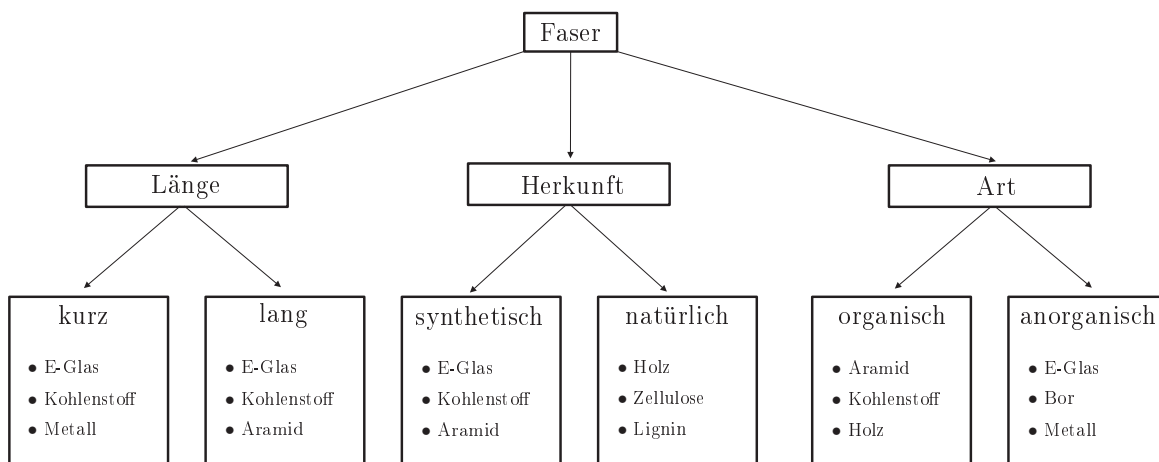 Faser
Länge
Herkunft
Art
kurz
• E-Glas
• Kohlenstoff
• Metall
lang
• E-Glas
• Kohlenstoff
• Aramid
synthetisch
• E-Glas
• Kohlenstoff
• Aramid
natürlich
• Holz
• Zellulose
• Lignin
organisch
• Aramid
• Kohlenstoff
• Holz
anorganisch
• E-Glas
• Bor
• Metall